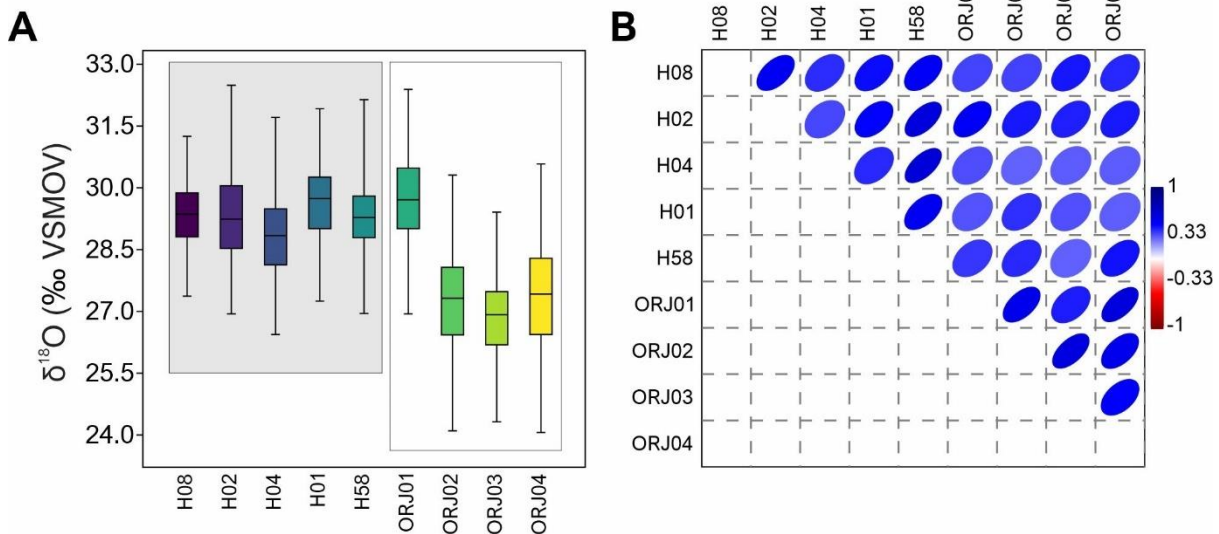 A
δ¹⁸O (‰ VSMOV)
33.0
31.5
30.0
28.5
27.0
25.5
24.0
H08
H02
H04
H01
H58
ORJ01
ORJ02
ORJ03
ORJ04
B
H08
H02
H04
H01
H58
H08
H02
H04
H01
H58
ORJ01
ORJ02
ORJ03
ORJ04
1
0.33
-0.33
-1